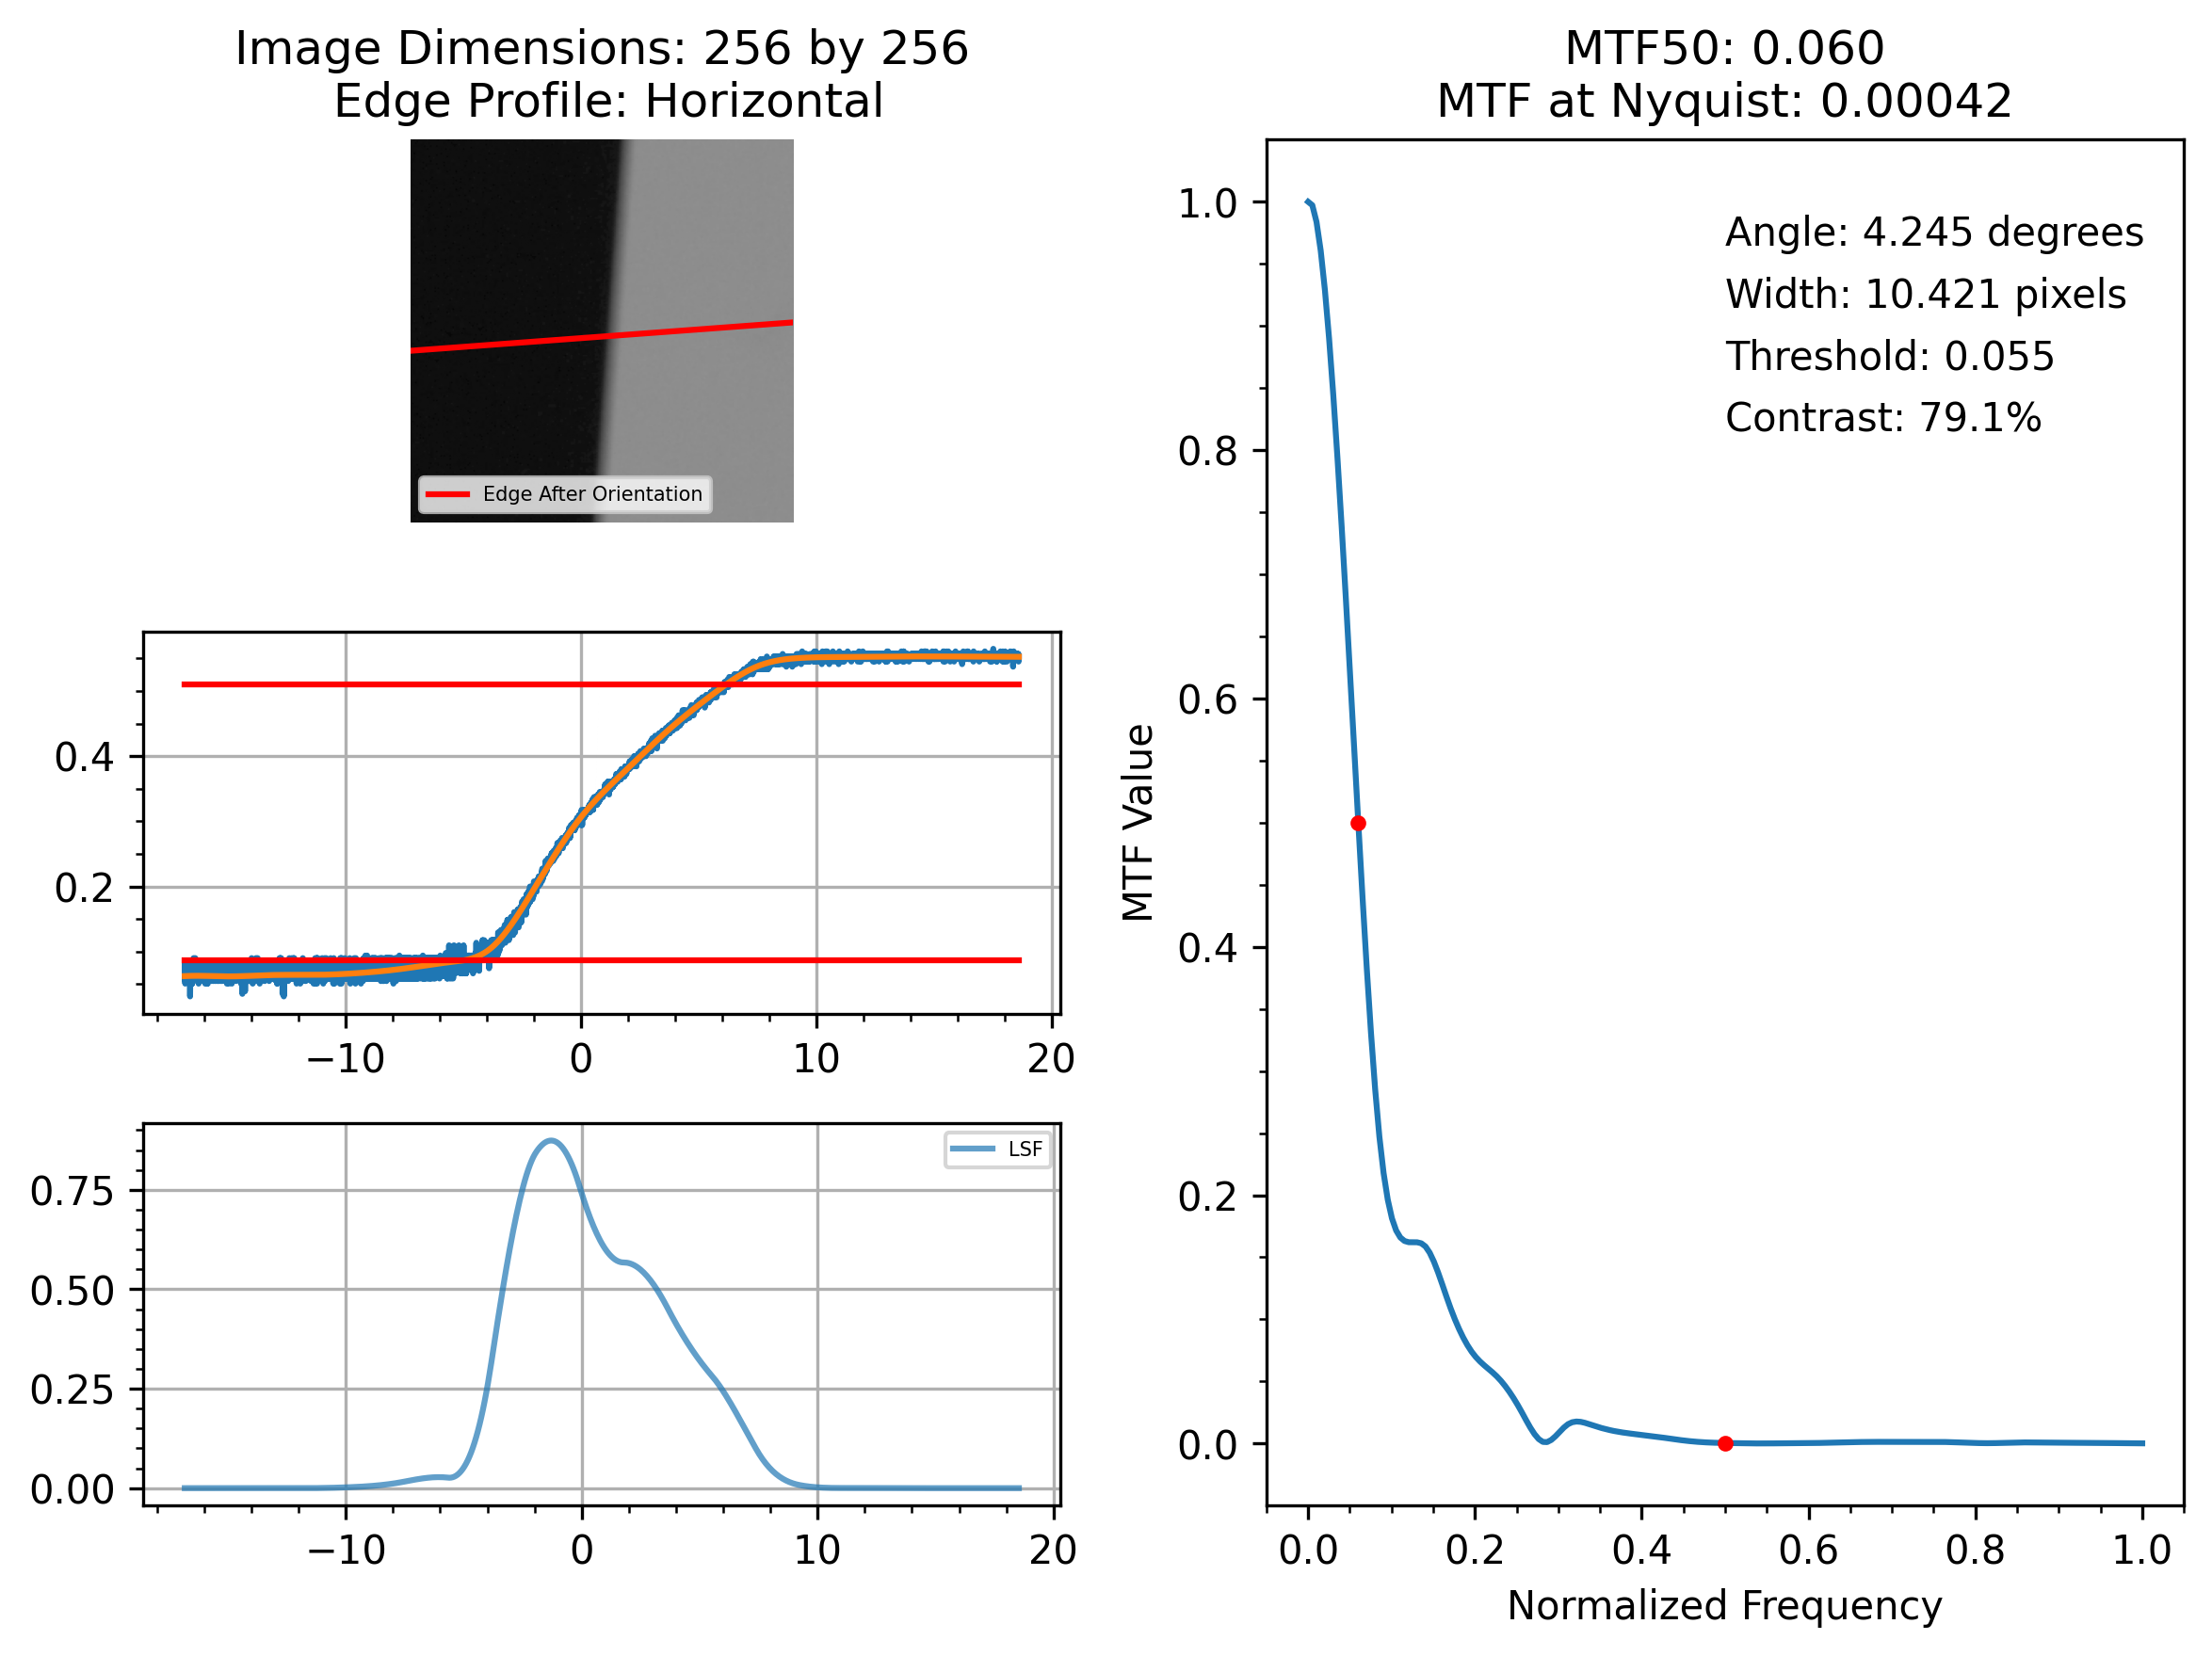 Image Dimensions: 256 by 256
Edge Profile: Horizontal
Edge After Orientation
0.4
0.2
−10 0 10 20
LSF
0.75
0.50
0.25
0.00
−10 0 10 20
MTF50: 0.060
MTF at Nyquist: 0.00042
Angle: 4.245 degrees
Width: 10.421 pixels
Threshold: 0.055
Contrast: 79.1%
MTF Value
1.0
0.8
0.6
0.4
0.2
0.0
0.0 0.2 0.4 0.6 0.8 1.0
Normalized Frequency